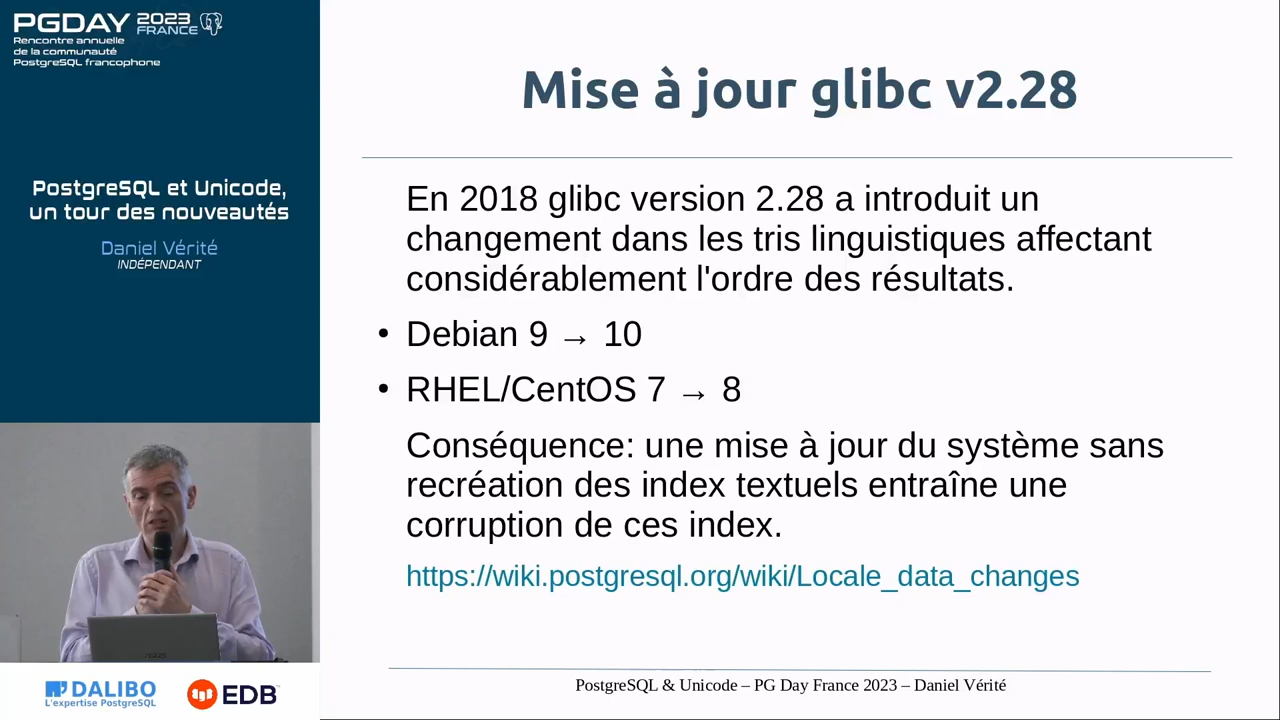 PGDAY 2023 FRANCE
Rencontre annuelle
de la communauté
PostgreSQL francophone
PostgreSQL et Unicode,
un tour des nouveautés
Daniel Vérité
INDÉPENDANT
DALIBO
L'expertise PostgreSQL
EDB
Mise à jour glibc v2.28
En 2018 glibc version 2.28 a introduit un
changement dans les tris linguistiques affectant
considérablement l'ordre des résultats.
• Debian 9 → 10
• RHEL/CentOS 7 → 8
Conséquence: une mise à jour du système sans
recréation des index textuels entraîne une
corruption de ces index.
https://wiki.postgresql.org/wiki/Locale_data_changes
PostgreSQL & Unicode – PG Day France 2023 – Daniel Vérité